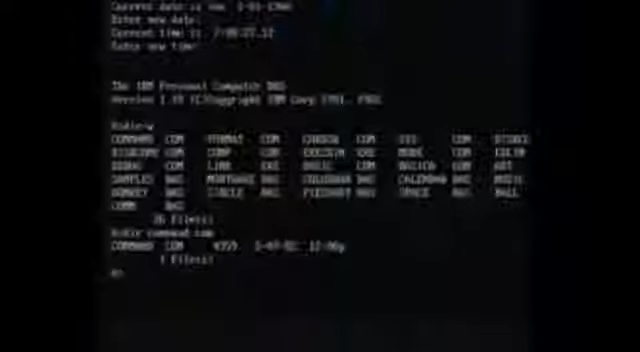 Current date is Tue 1-01-1980
Enter new date:
Current time is 7:48:27.13
Enter new time:
The IBM Personal Computer DOS
Version 1.10 (C)Copyright IBM Corp 1981, 1982
A>dir/w
COMMAND COM FORMAT COM CHKDSK COM SYS COM DISKCO
DISKCOMP COM COMP COM EXE2BIN EXE MODE COM EDLIN
DEBUG COM LINK EXE BASIC COM BASICA COM ART
SAMPLES BAS MORTGAGE BAS COLORBAR BAS CALENDAR BAS MUSIC
DONKEY BAS CIRCLE BAS PIECHART BAS SPACE BAS BALL
COMM BAS
26 File(s)
A>dir command.com
COMMAND COM 4959 5-07-82 12:00p
1 File(s)
A>